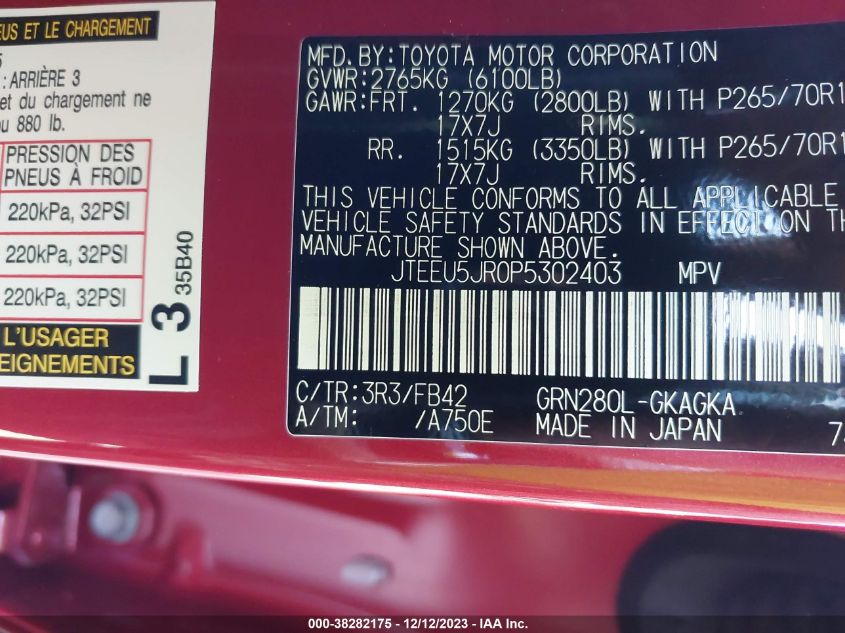 EUS ET LE CHARGEMENT
5
: ARRIÈRE 3
et du chargement ne
ou 880 lb.
PRESSION DES
PNEUS À FROID
220kPa, 32PSI
220kPa, 32PSI
220kPa, 32PSI
L'USAGER
EIGNEMENTS
L 3 35B40
MFD.BY:TOYOTA MOTOR CORPORATION
GVWR:2765KG (6100LB)
GAWR:FRT. 1270KG (2800LB) WITH P265/70R1
17X7J RIMS.
RR. 1515KG (3350LB) WITH P265/70R1
17X7J RIMS.
THIS VEHICLE CONFORMS TO ALL APPLICABLE
VEHICLE SAFETY STANDARDS IN EFFECT ON TH
MANUFACTURE SHOWN ABOVE.
JTEEU5JR0P5302403 MPV
C/TR:3R3/FB42 GRN280L-GKAGKA
A/TM: /A750E MADE IN JAPAN 7
000-38282175 - 12/12/2023 - IAA Inc.